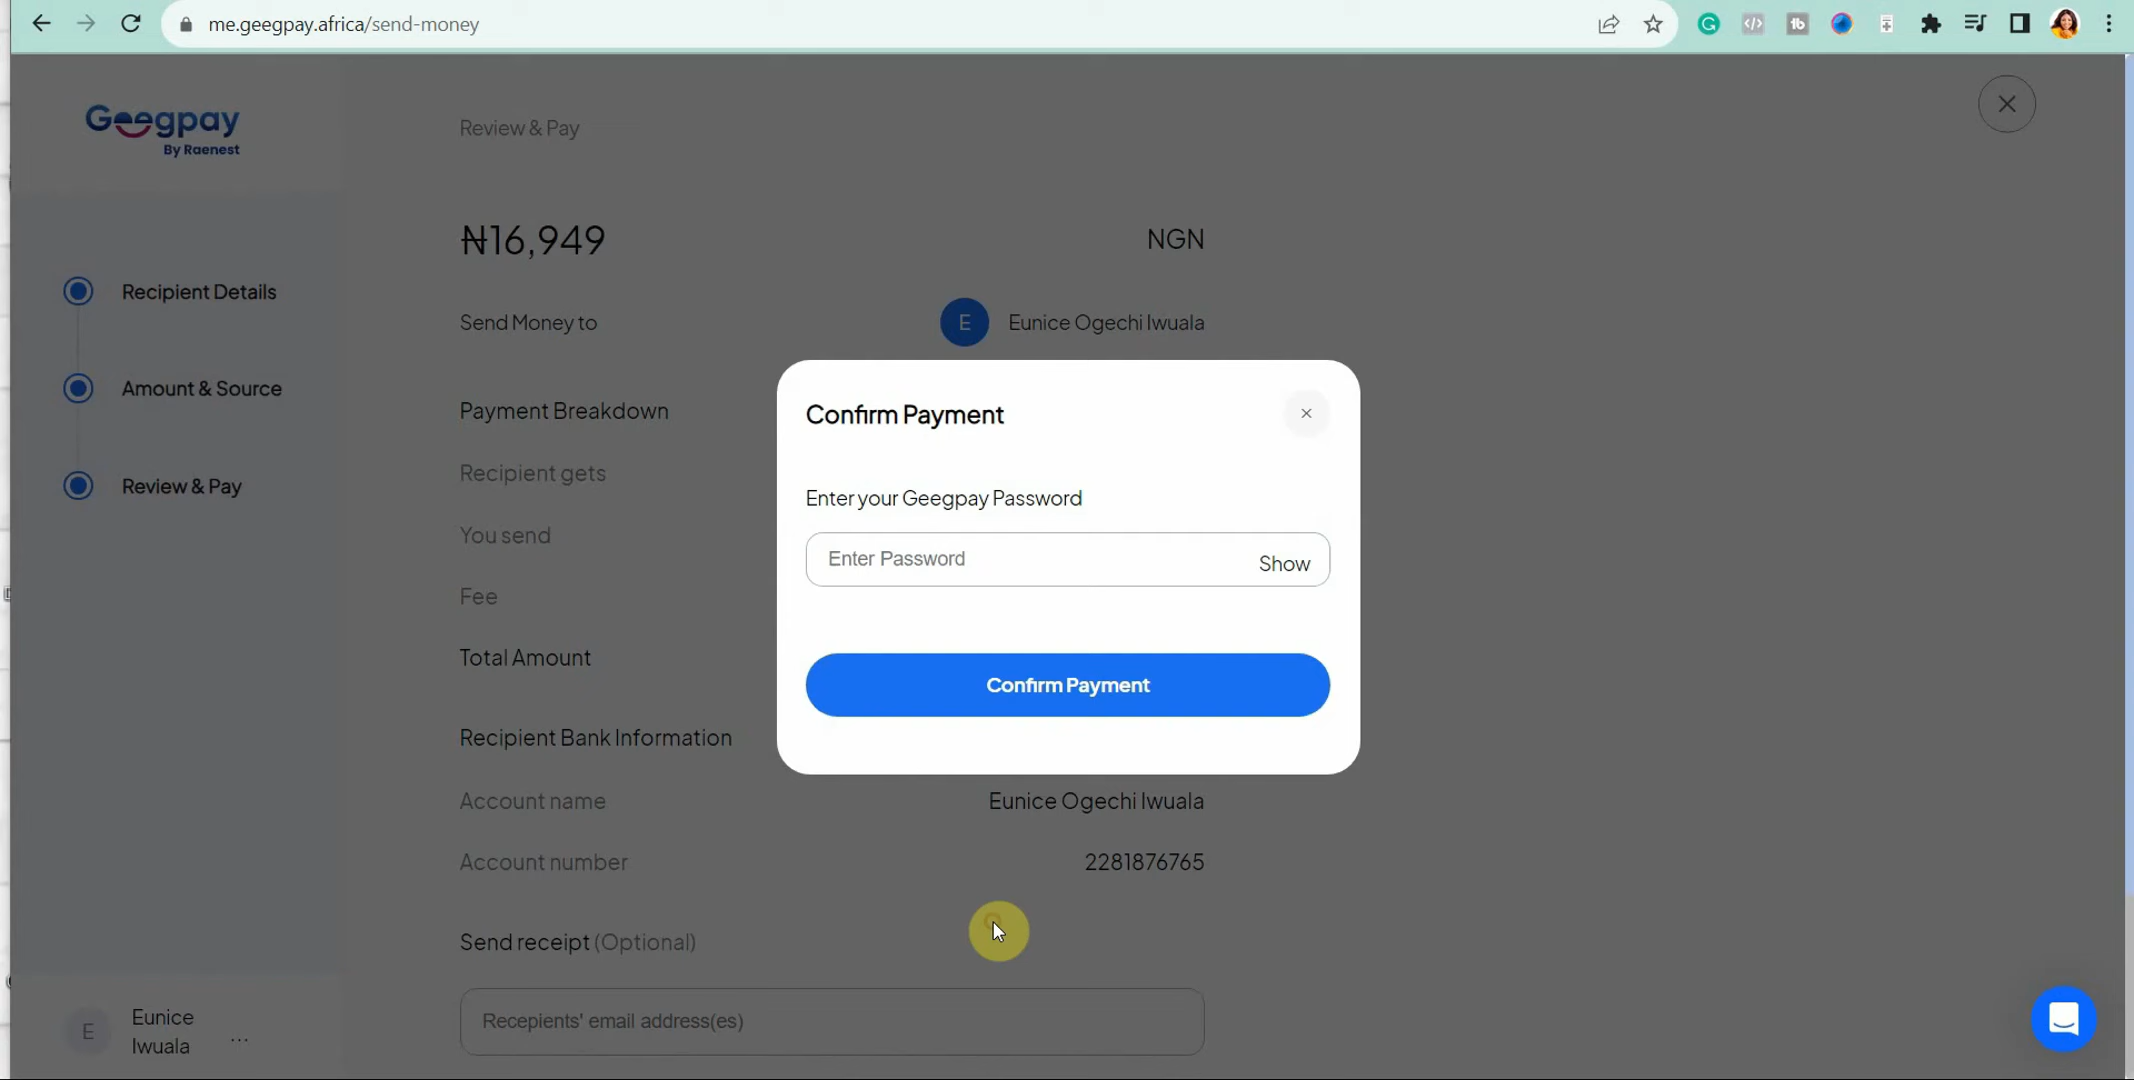 me.geegpay.africa/send-money
Geegpay
By Raenest
Review & Pay
₦16,949
NGN
Recipient Details
Send Money to
E
Eunice Ogechi Iwuala
Amount & Source
Payment Breakdown
Confirm Payment
Recipient gets
Review & Pay
Enter your Geegpay Password
You send
Enter Password
Show
Fee
Total Amount
Confirm Payment
Recipient Bank Information
Account name
Eunice Ogechi Iwuala
Account number
2281876765
Send receipt (Optional)
Recepients' email address(es)
E
Eunice
Iwuala
...